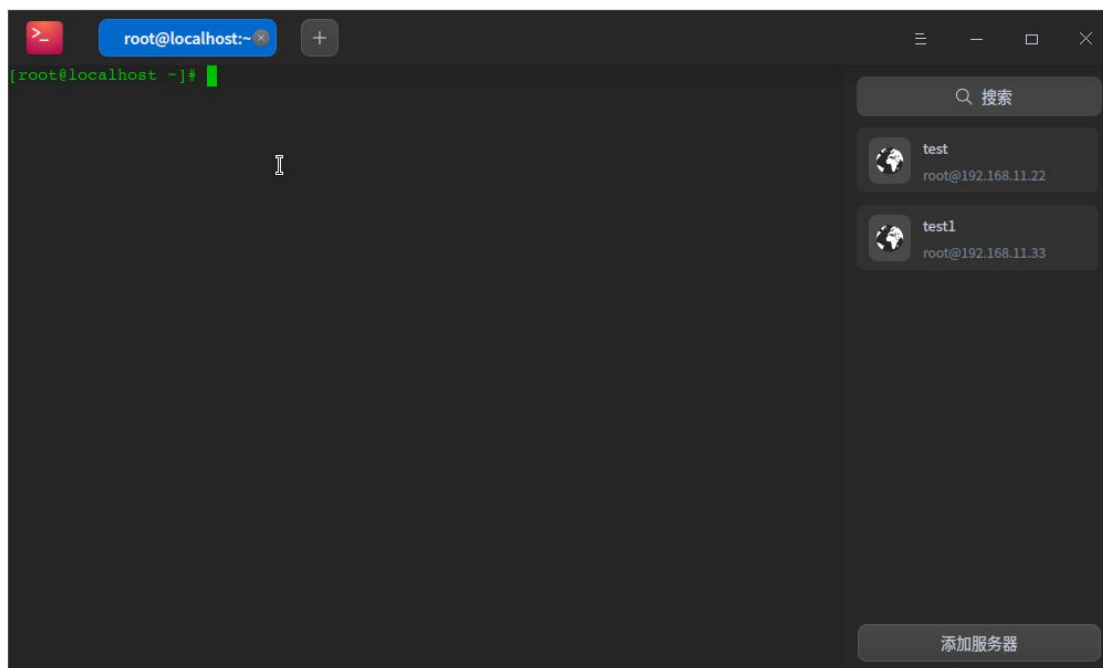 root@localhost:~
[root@localhost ~]#
搜索
test
root@192.168.11.22
test1
root@192.168.11.33
添加服务器